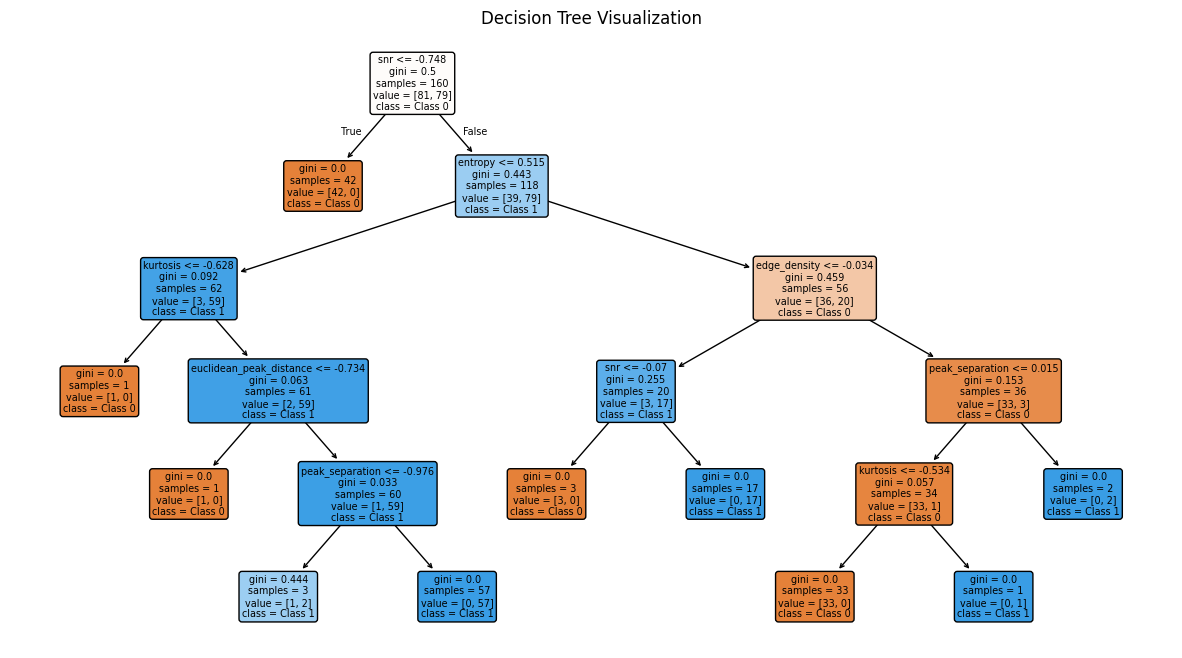 Decision Tree Visualization
snr <= -0.748
gini = 0.5
samples = 160
value = [81, 79]
class = Class 0
True
False
gini = 0.0
samples = 42
value = [42, 0]
class = Class 0
entropy <= 0.515
gini = 0.443
samples = 118
value = [39, 79]
class = Class 1
kurtosis <= -0.628
gini = 0.092
samples = 62
value = [3, 59]
class = Class 1
edge_density <= -0.034
gini = 0.459
samples = 56
value = [36, 20]
class = Class 0
gini = 0.0
samples = 1
value = [1, 0]
class = Class 0
euclidean_peak_distance <= -0.734
gini = 0.063
samples = 61
value = [2, 59]
class = Class 1
snr <= -0.07
gini = 0.255
samples = 20
value = [3, 17]
class = Class 1
peak_separation <= 0.015
gini = 0.153
samples = 36
value = [33, 3]
class = Class 0
gini = 0.0
samples = 1
value = [1, 0]
class = Class 0
peak_separation <= -0.976
gini = 0.033
samples = 60
value = [1, 59]
class = Class 1
gini = 0.0
samples = 3
value = [3, 0]
class = Class 0
gini = 0.0
samples = 17
value = [0, 17]
class = Class 1
kurtosis <= -0.534
gini = 0.057
samples = 34
value = [33, 1]
class = Class 0
gini = 0.0
samples = 2
value = [0, 2]
class = Class 1
gini = 0.444
samples = 3
value = [1, 2]
class = Class 1
gini = 0.0
samples = 57
value = [0, 57]
class = Class 1
gini = 0.0
samples = 33
value = [33, 0]
class = Class 0
gini = 0.0
samples = 1
value = [0, 1]
class = Class 1